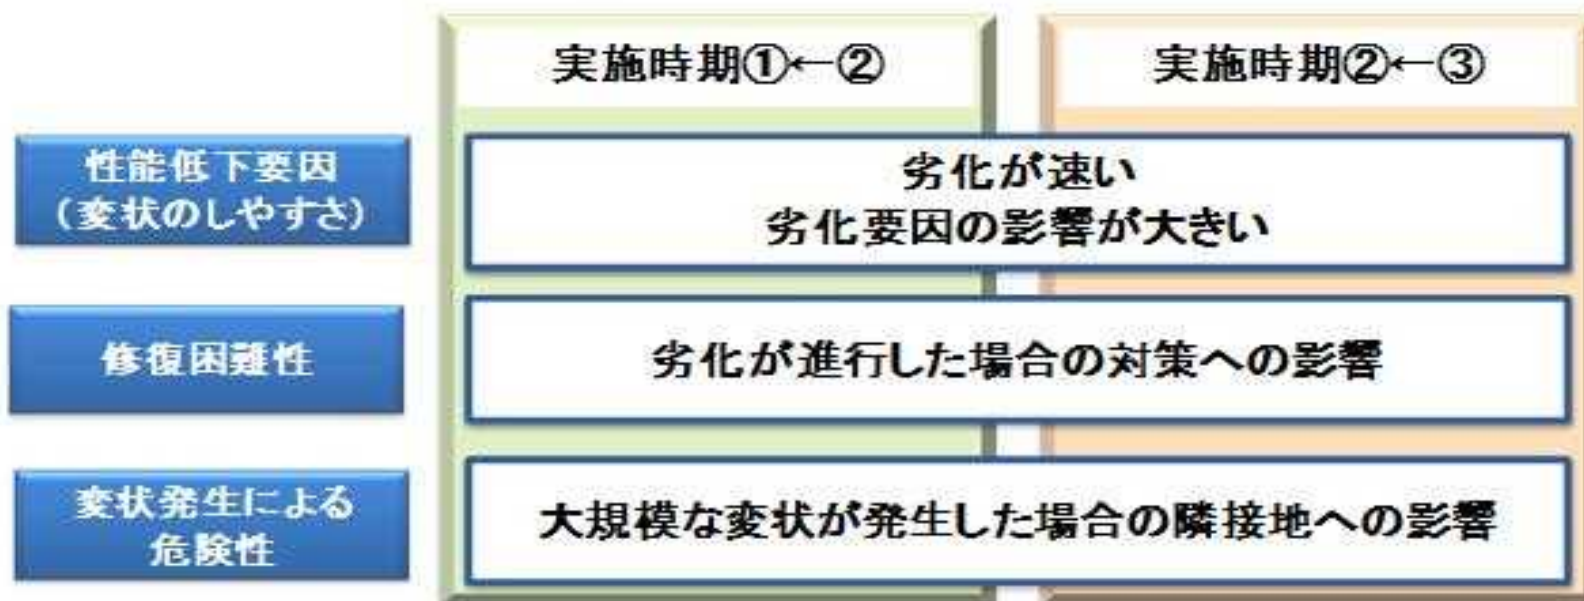 実施時期①←②
実施時期②←③
性能低下要因
（変状のしやすさ）
劣化が速い
劣化要因の影響が大きい
修復困難性
劣化が進行した場合の対策への影響
変状発生による
危険性
大規模な変状が発生した場合の隣接地への影響